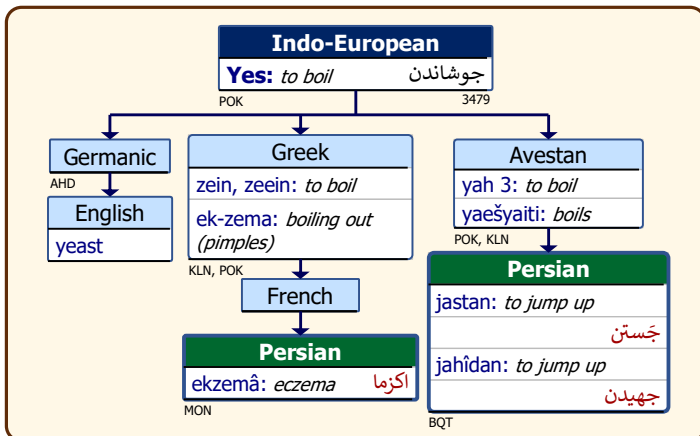 Indo-European
Yes: to boil جوشاندن
POK 3479
Germanic
AHD
English
yeast
Greek
zein, zeein: to boil
ek-zema: boiling out
(pimples)
KLN, POK
French
Persian
ekzemâ: eczema اکزما
MON
Avestan
yah 3: to boil
yaešyaiti: boils
POK, KLN
Persian
jastan: to jump up
جَستن
jahîdan: to jump up
جهیدن
BQT